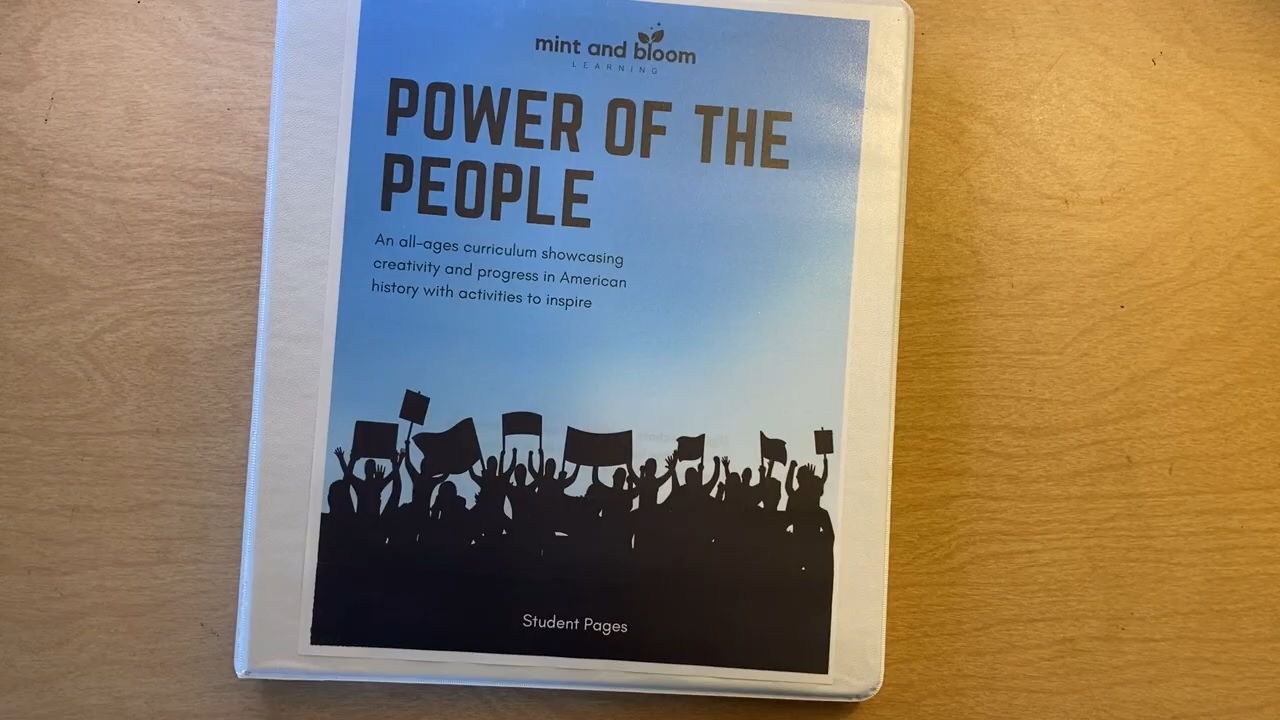 mint and bloom
LEARNING
POWER OF THE
PEOPLE
An all-ages curriculum showcasing
creativity and progress in American
history with activities to inspire
Student Pages